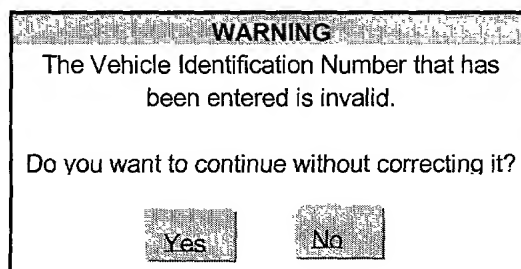 WARNING
The Vehicle Identification Number that has
been entered is invalid.
Do you want to continue without correcting it?
Yes No